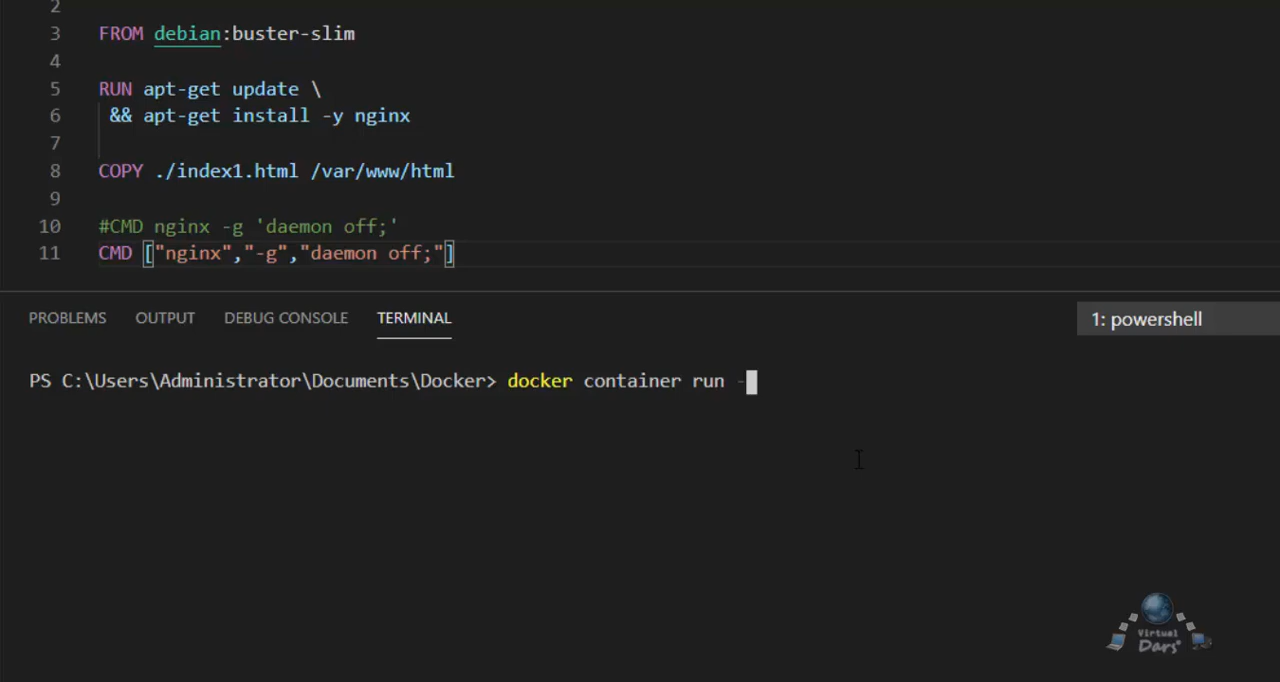 2
3 FROM debian:buster-slim
4
5 RUN apt-get update \
6 && apt-get install -y nginx
7
8 COPY ./index1.html /var/www/html
9
10 #CMD nginx -g 'daemon off;'
11 CMD ["nginx","-g","daemon off;"]
PROBLEMS OUTPUT DEBUG CONSOLE TERMINAL 1: powershell
PS C:\Users\Administrator\Documents\Docker> docker container run -
Virtual
Dars